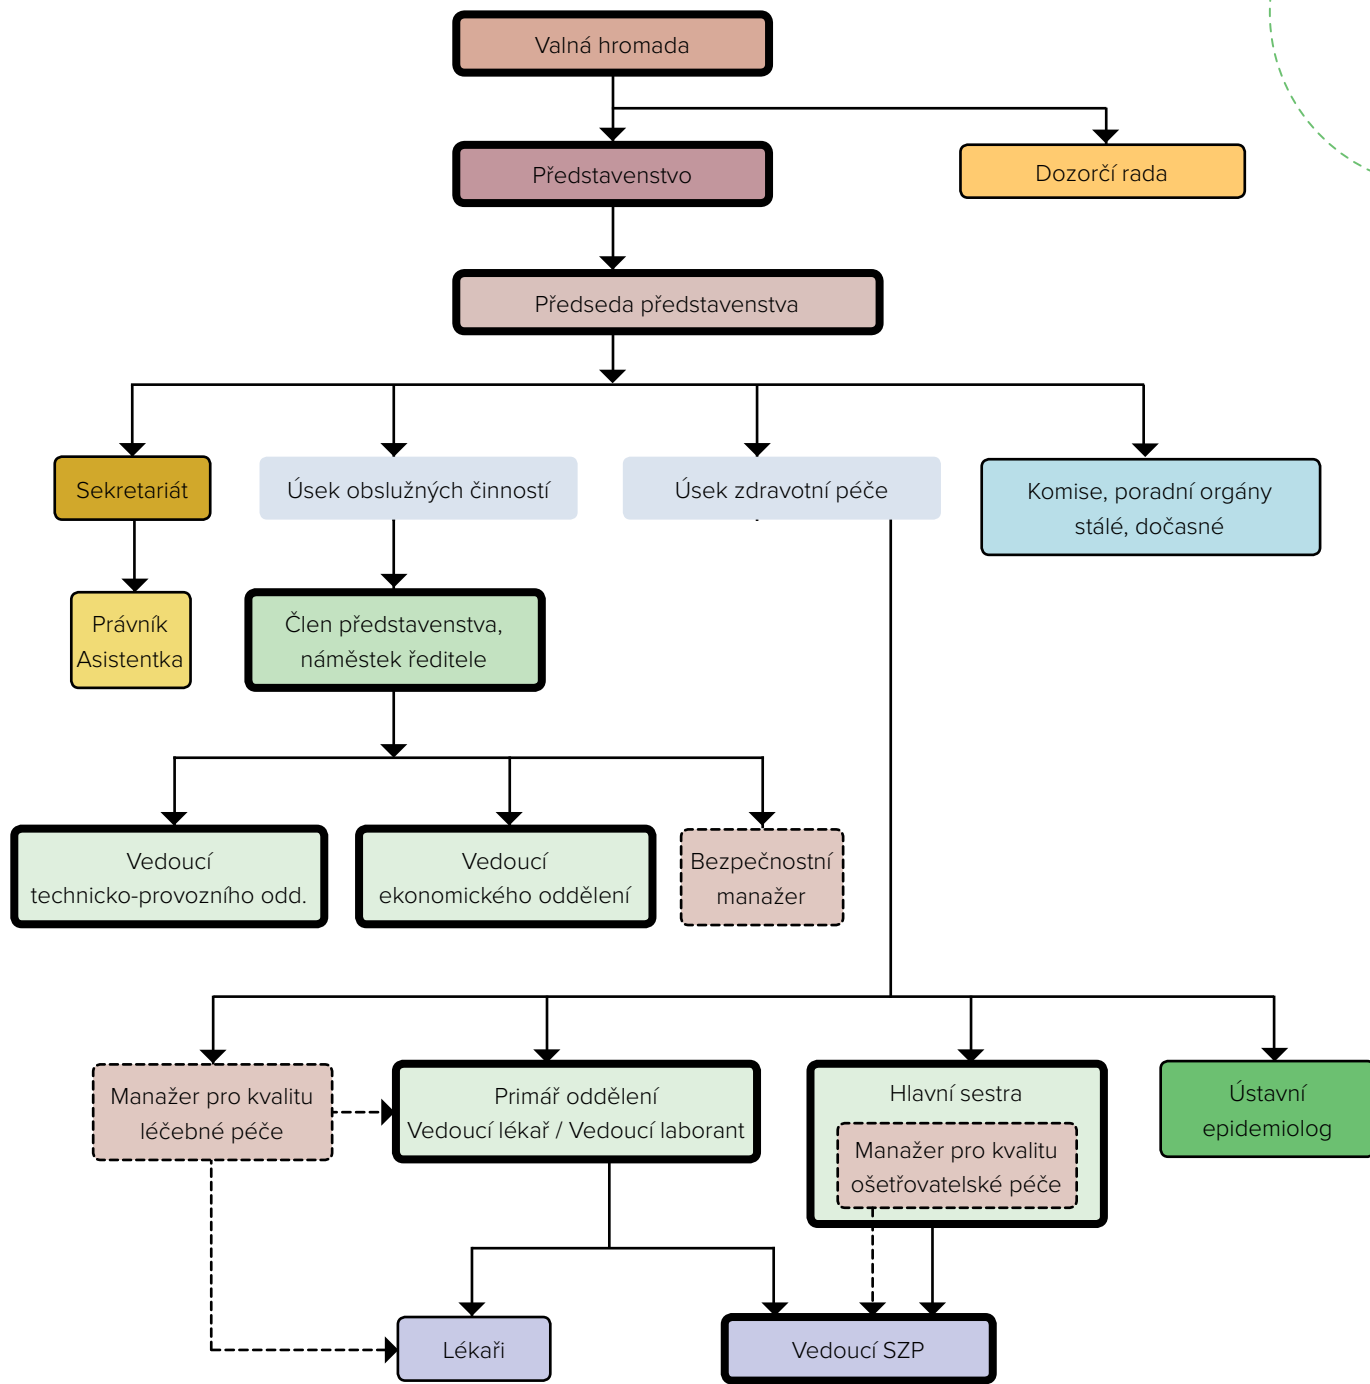 Valná hromada
Představenstvo
Dozorčí rada
Předseda představenstva
Sekretariát
Úsek obslužných činností
Úsek zdravotní péče
Komise, poradní orgány
stálé, dočasné
Právník
Asistentka
Člen představenstva,
náměstek ředitele
Vedoucí
technicko-provozního odd.
Vedoucí
ekonomického oddělení
Bezpečnostní
manažer
Manažer pro kvalitu
léčebné péče
Primář oddělení
Vedoucí lékař / Vedoucí laborant
Hlavní sestra
Manažer pro kvalitu
ošetřovatelské péče
Ústavní
epidemiolog
Lékaři
Vedoucí SZP